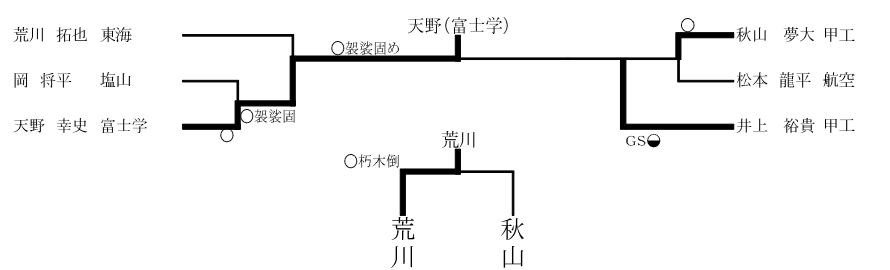 天野(富士学)
荒川 拓也 東海
岡 将平 塩山
天野 幸史 富士学
○袈裟固め
○袈裟固
○
○
秋山 夢大 甲工
松本 龍平 航空
井上 裕貴 甲工
GS◒
荒川
○朽木倒
荒川
秋山